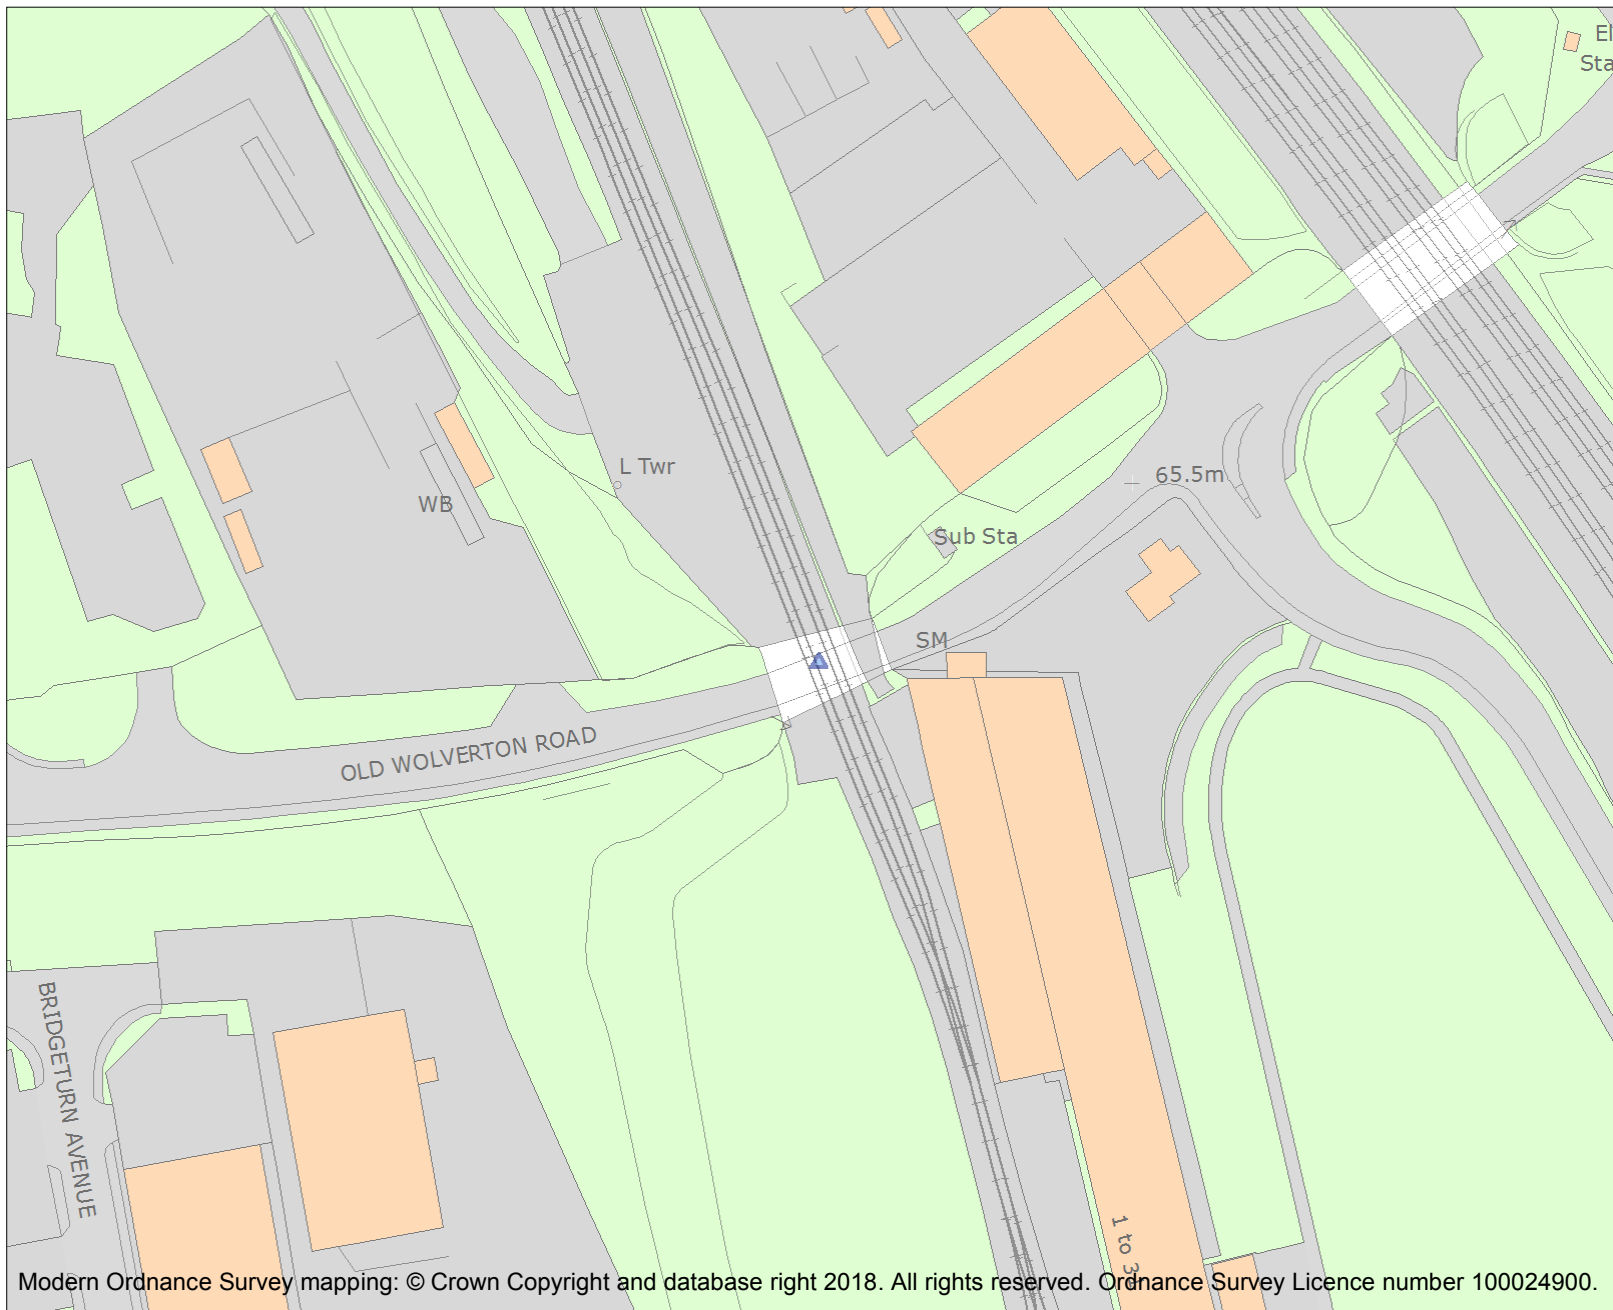 El
Sta
L Twr
WB
65.5m
Sub Sta
SM
OLD WOLVERTON ROAD
BRIDGETURN AVENUE
1 to 3
Modern Ordnance Survey mapping: © Crown Copyright and database right 2018. All rights reserved. Ordnance Survey Licence number 100024900.